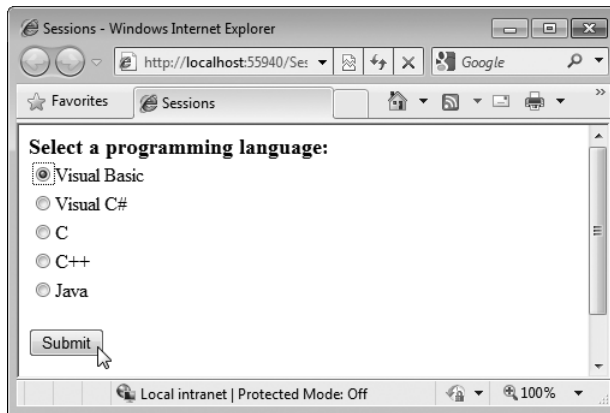 Sessions - Windows Internet Explorer
http://localhost:55940/Ses
Google
Favorites
Sessions
»
Select a programming language:
Visual Basic
Visual C#
C
C++
Java
Submit
Local intranet | Protected Mode: Off
100%